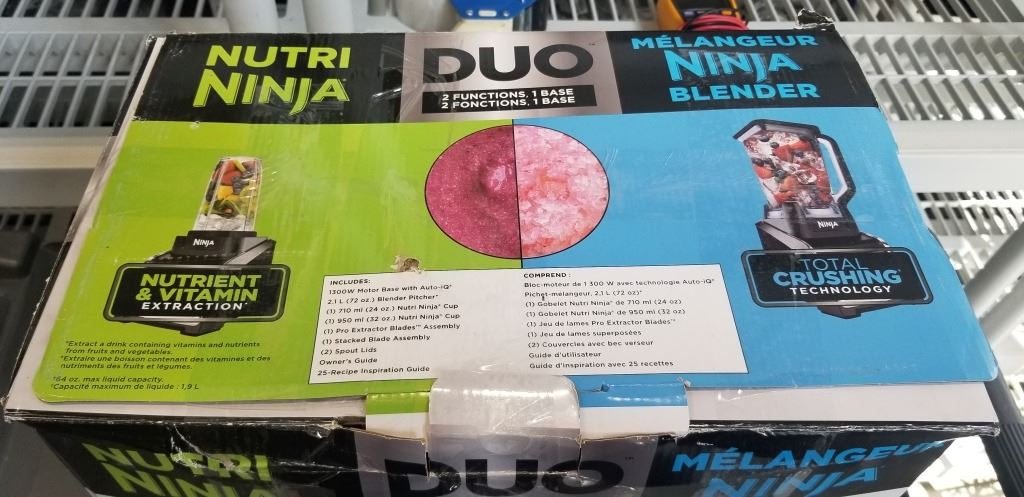 NUTRI
NINJA
DUO™
2 FUNCTIONS, 1 BASE
2 FONCTIONS, 1 BASE
MÉLANGEUR
NINJA
BLENDER
NINJA
NUTRIENT
& VITAMIN
EXTRACTION*
*Extract a drink containing vitamins and nutrients
from fruits and vegetables.
*Extraire une boisson contenant des vitamines et des
nutriments des fruits et légumes.
*64 oz. max liquid capacity.
*Capacité maximum de liquide : 1,9 L
INCLUDES:
1300W Motor Base with Auto-iQ®
2.1 L (72 oz.) Blender Pitcher*
(1) 710 ml (24 oz.) Nutri Ninja® Cup
(1) 950 ml (32 oz.) Nutri Ninja® Cup
(1) Pro Extractor Blades™ Assembly
(1) Stacked Blade Assembly
(2) Spout Lids
Owner's Guide
25-Recipe Inspiration Guide
COMPREND :
Bloc-moteur de 1 300 W avec technologie Auto-iQ®
Pichet-mélangeur, 2,1 L (72 oz)*
(1) Gobelet Nutri Ninja® de 710 ml (24 oz)
(1) Gobelet Nutri Ninja® de 950 ml (32 oz)
(1) Jeu de lames Pro Extractor Blades™
(1) Jeu de lames superposées
(2) Couvercles avec bec verseur
Guide d'utilisateur
Guide d'inspiration avec 25 recettes
NINJA
TOTAL
CRUSHING®
TECHNOLOGY
NUTRI
NINJA
DUO™
MÉLANGEUR
NINJA